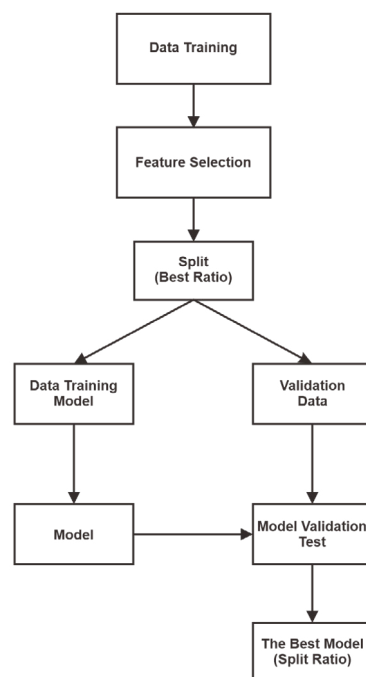 Data Training
Feature Selection
Split
(Best Ratio)
Data Training
Model
Validation
Data
Model
Model Validation
Test
The Best Model
(Split Ratio)